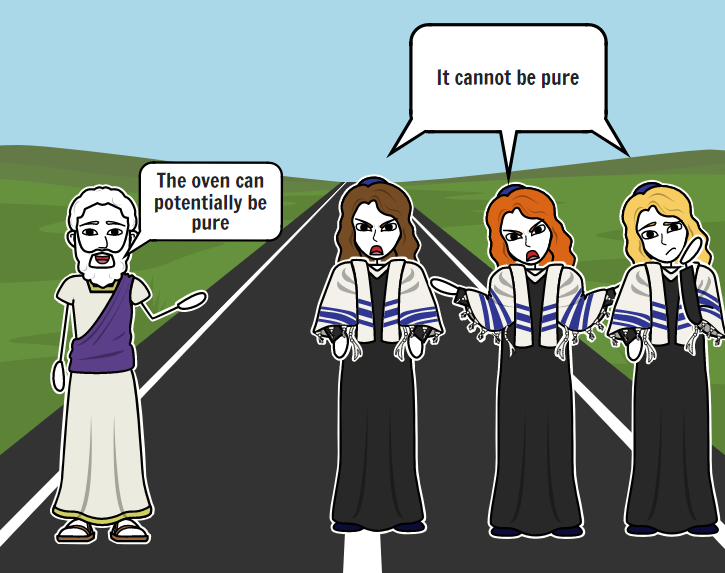 The oven can
potentially be
pure
It cannot be pure